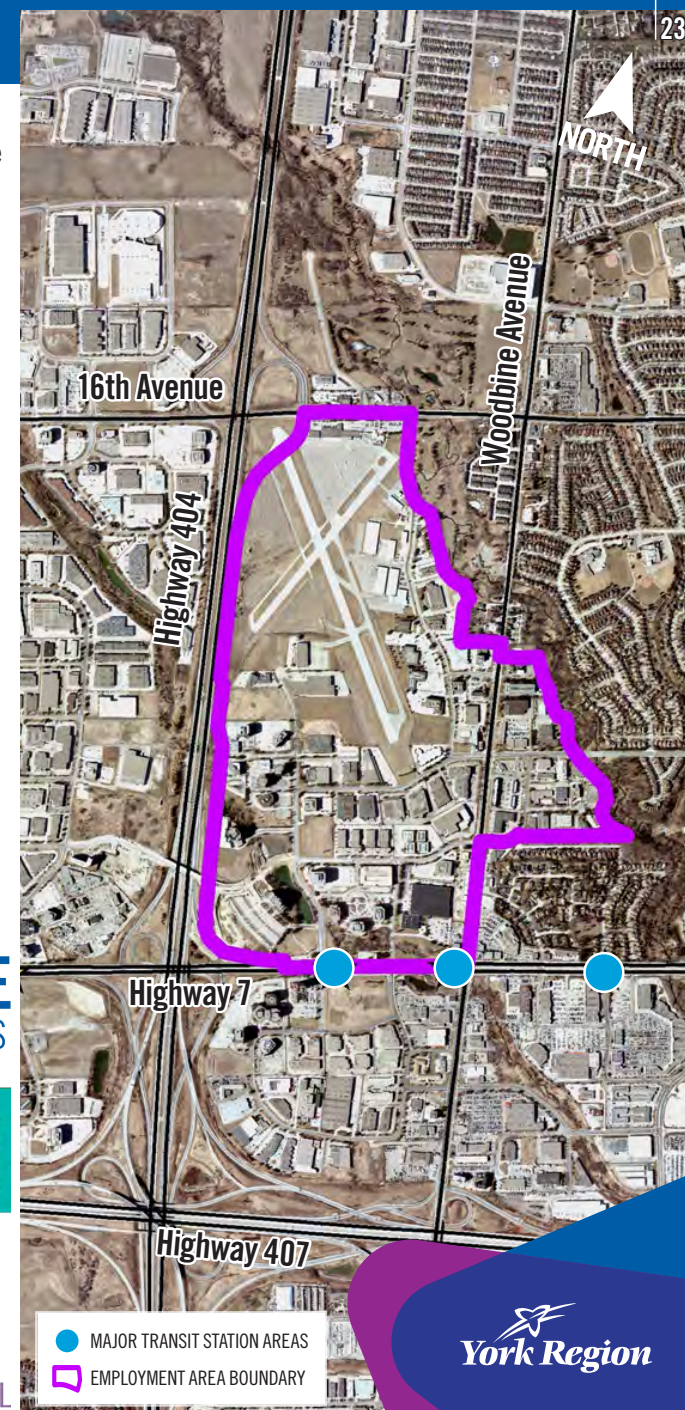 23
NORTH
Woodbine Avenue
16th Avenue
Highway 404
Highway 7
Highway 407
MAJOR TRANSIT STATION AREAS
EMPLOYMENT AREA BOUNDARY
York Region